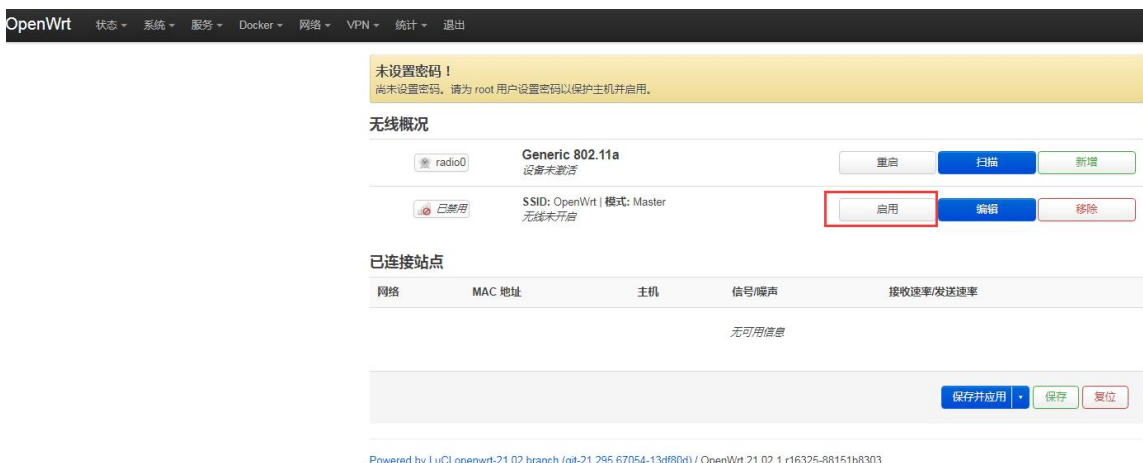 OpenWrt 状态 系统 服务 Docker 网络 VPN 统计 退出
未设置密码！
尚未设置密码。请为 root 用户设置密码以保护主机并启用。
无线概况
radio0 Generic 802.11a 重启 扫描 新增
设备未激活
已禁用 SSID: OpenWrt | 模式: Master 启用 编辑 移除
无线未开启
已连接站点
网络 MAC 地址 主机 信号/噪声 接收速率/发送速率
无可用信息
保存并应用 保存 复位
Powered by LuCI openwrt-21.02 branch (git-21.295.67054-13df80d) / OpenWrt 21.02.1 r16325-88151b8303